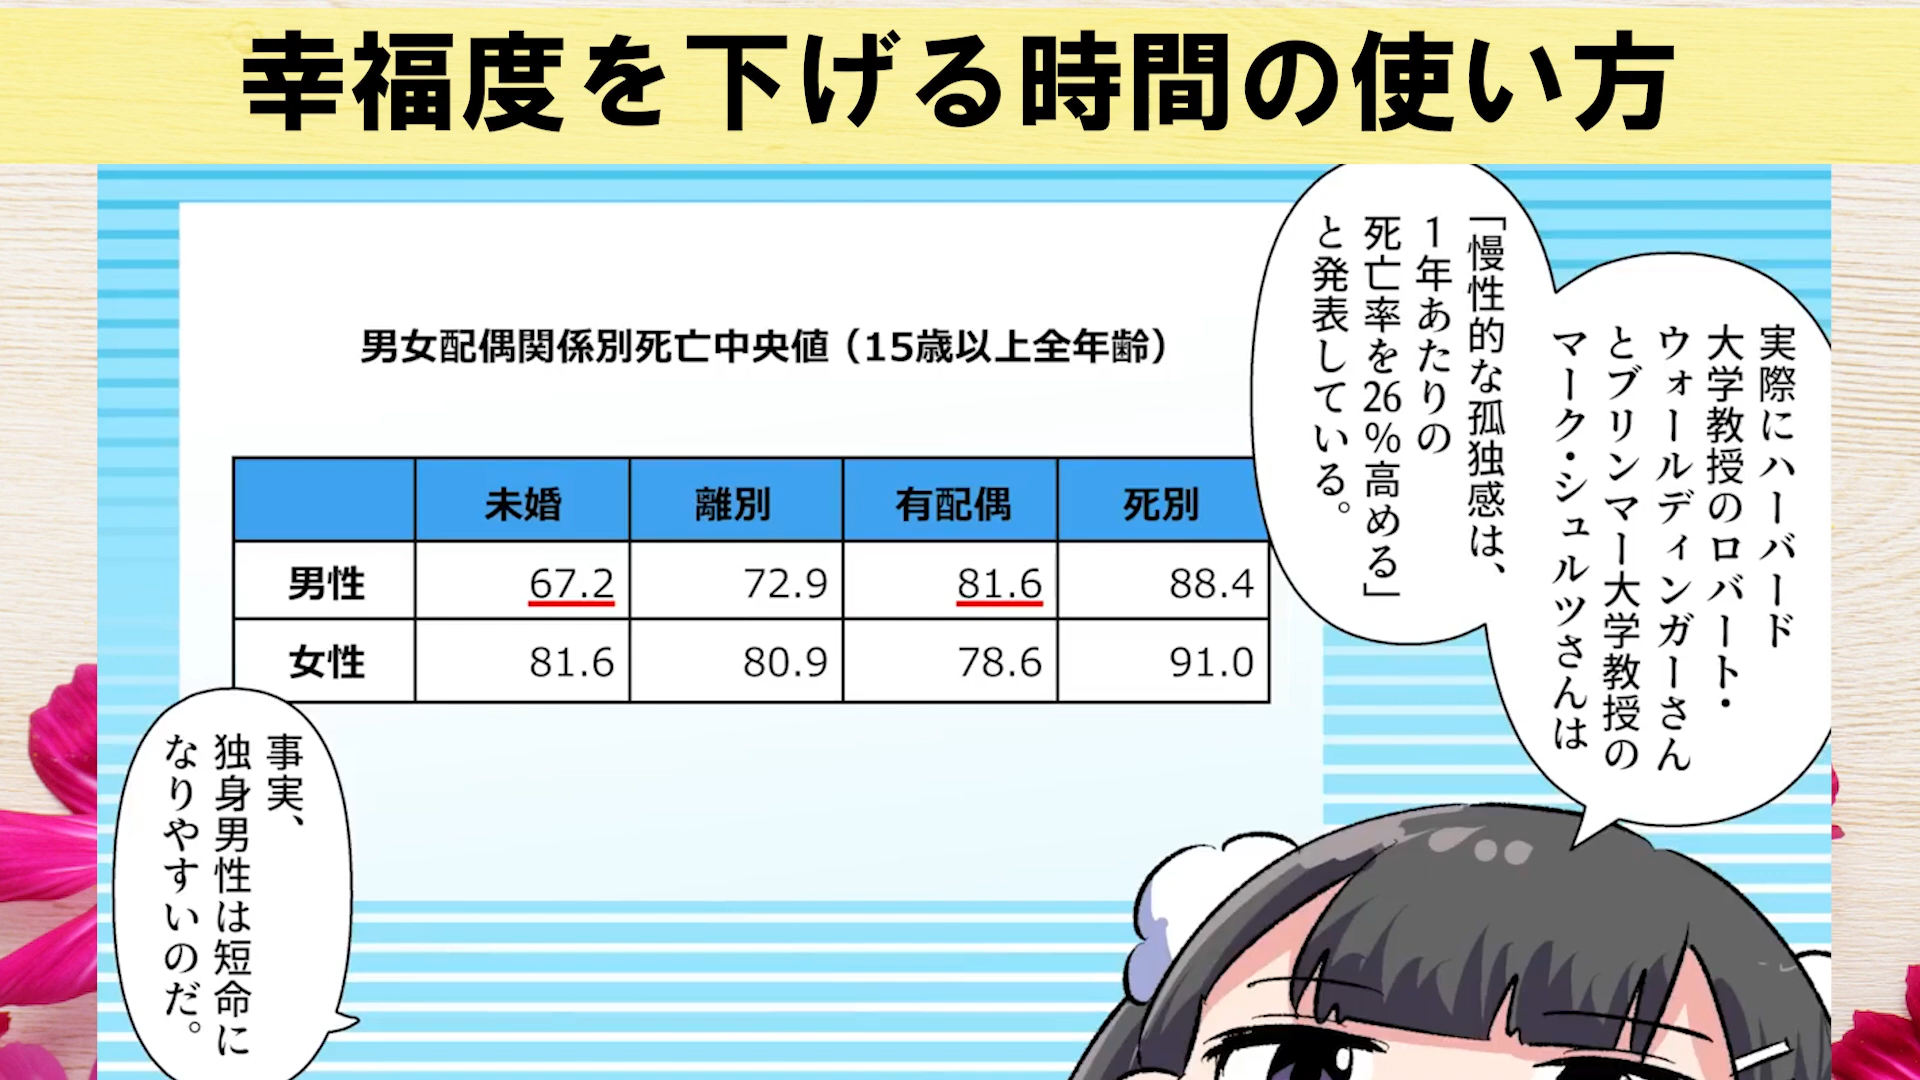 幸福度を下げる時間の使い方
実際にハーバード
大学教授のロバート・
ウォールディンガーさん
とブリンマー大学教授の
マーク・シュルツさんは
「慢性的な孤独感は、
1年あたりの
死亡率を26%高める」
と発表している。
男女配偶関係別死亡中央値（15歳以上全年齢）
未婚 離別 有配偶 死別
男性 67.2 72.9 81.6 88.4
女性 81.6 80.9 78.6 91.0
事実、
独身男性は短命に
なりやすいのだ。